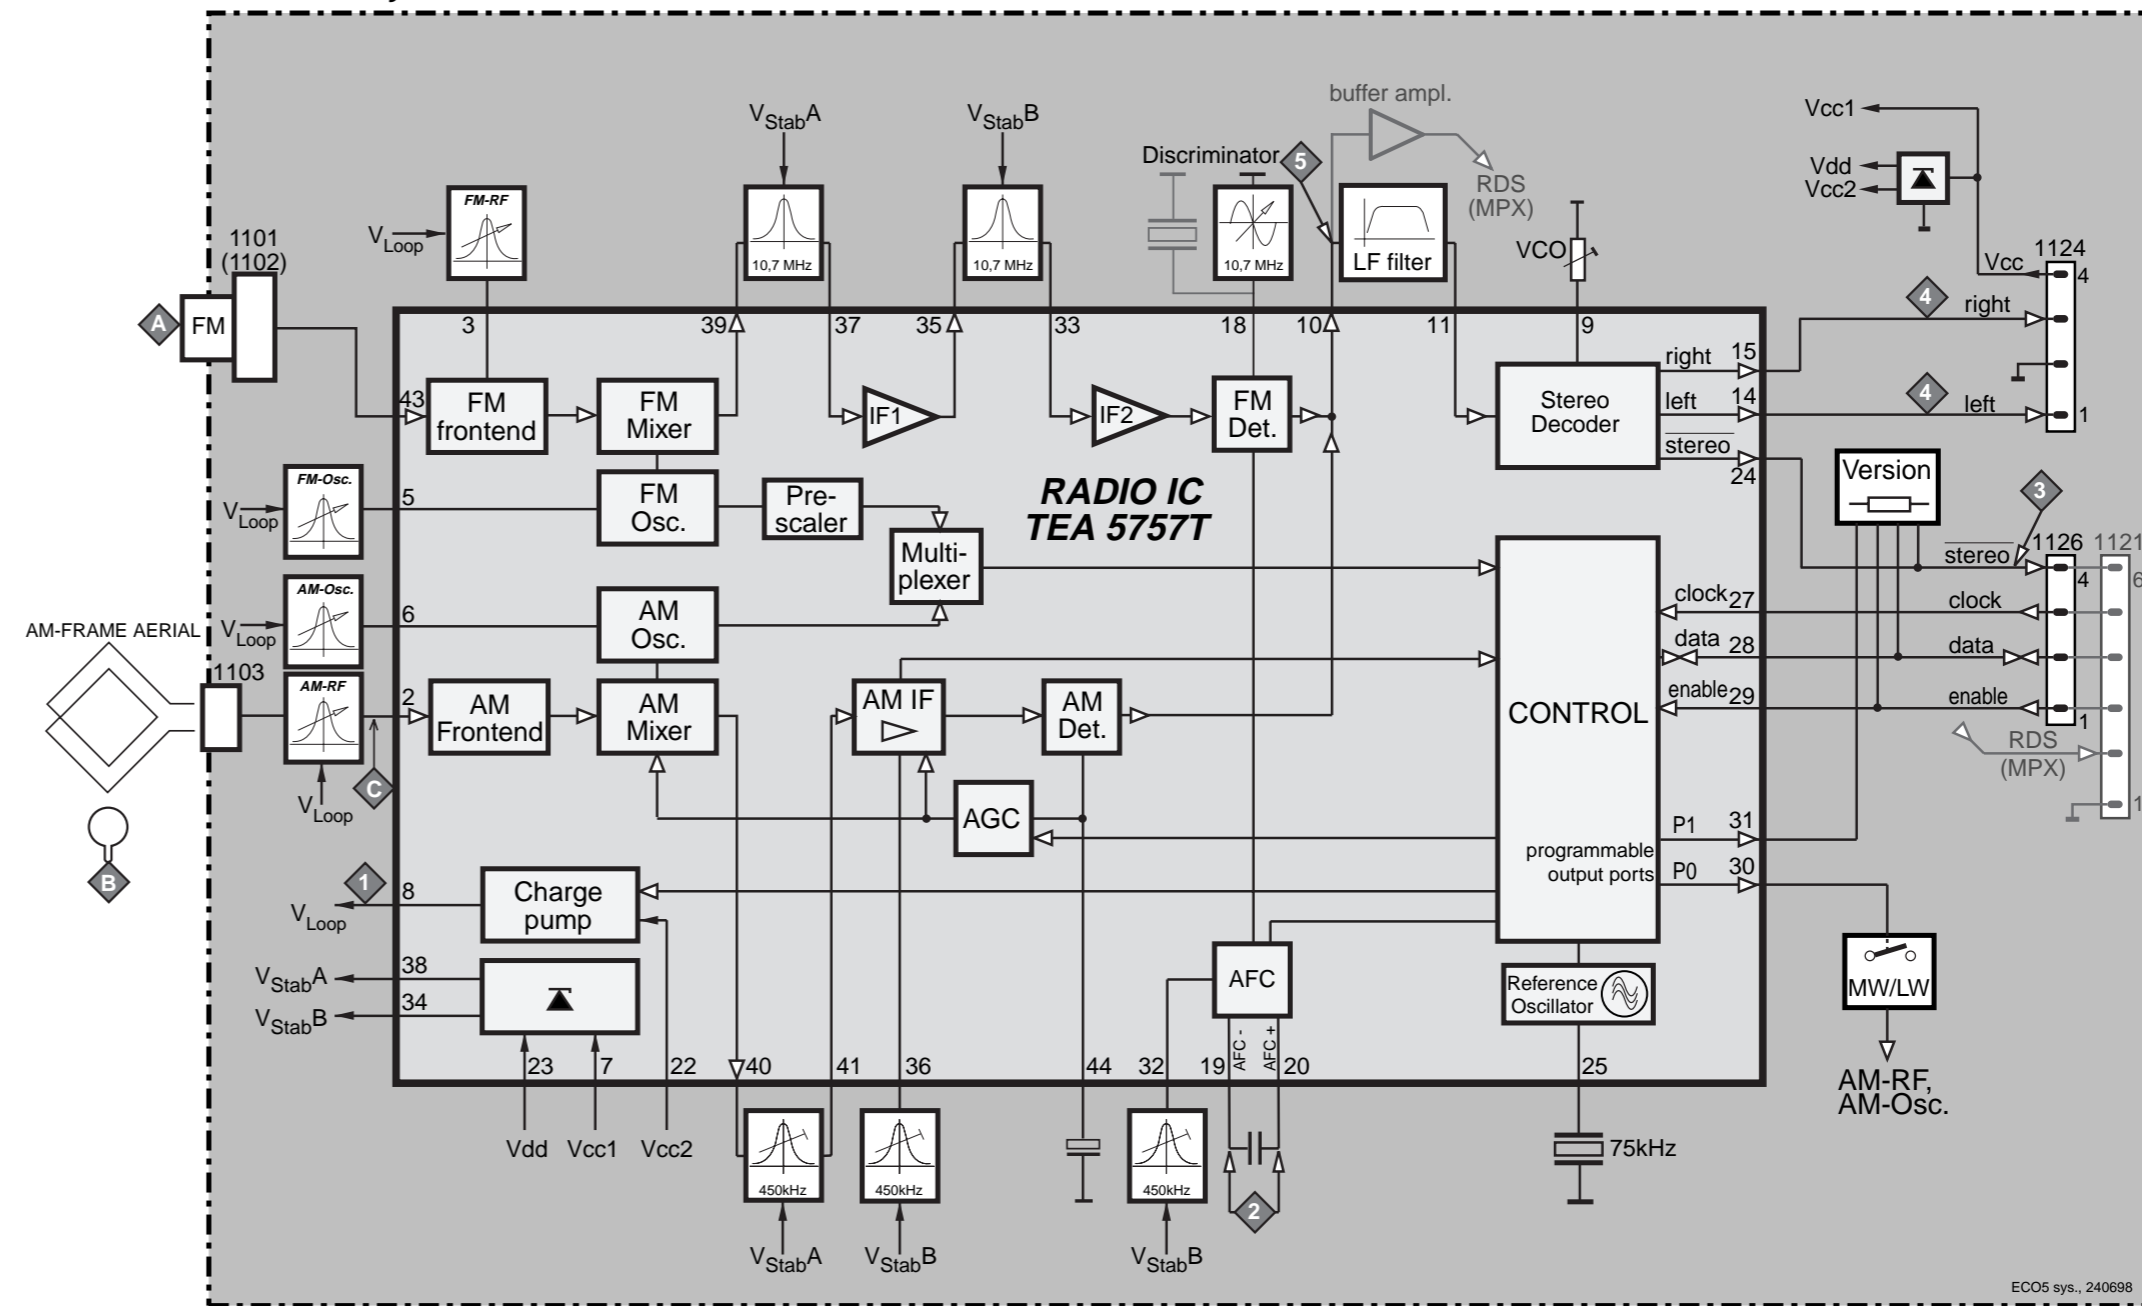 buffer ampl.
VStabA
VStabB
Vcc1
Discriminator
5
RDS
(MPX)
Vdd
Vcc2
FM-RF
VLoop
10,7 MHz
10,7 MHz
10,7 MHz
LF filter
VCO
1101
(1102)
1124
Vcc
4
4
right
A
FM
3
39
37
35
33
18
10
11
9
right
15
43
FM
frontend
FM
Mixer
IF1
IF2
FM
Det.
Stereo
Decoder
left
14
4
left
1
stereo
24
FM-Osc.
VLoop
5
FM
Osc.
Pre-
scaler
RADIO IC
TEA 5757T
Version
3
Multi-
plexer
stereo
1126
1121
4
6
AM-Osc.
VLoop
6
AM
Osc.
clock
27
clock
AM-FRAME AERIAL
1103
data
28
data
AM-RF
2
AM
Frontend
AM
Mixer
AM IF
AM
Det.
CONTROL
enable
29
enable
1
RDS
(MPX)
1
VLoop
C
AGC
P1
31
programmable
output ports
P0
30
B
1
8
VLoop
Charge
pump
38
VStabA
34
VStabB
AFC
Reference
Oscillator
MW/LW
AFC -
AFC +
23
7
22
40
41
36
44
32
19
20
25
AM-RF,
AM-Osc.
Vdd
Vcc1
Vcc2
450kHz
450kHz
450kHz
75kHz
2
VStabA
VStabB
VStabB
ECO5 sys., 240698